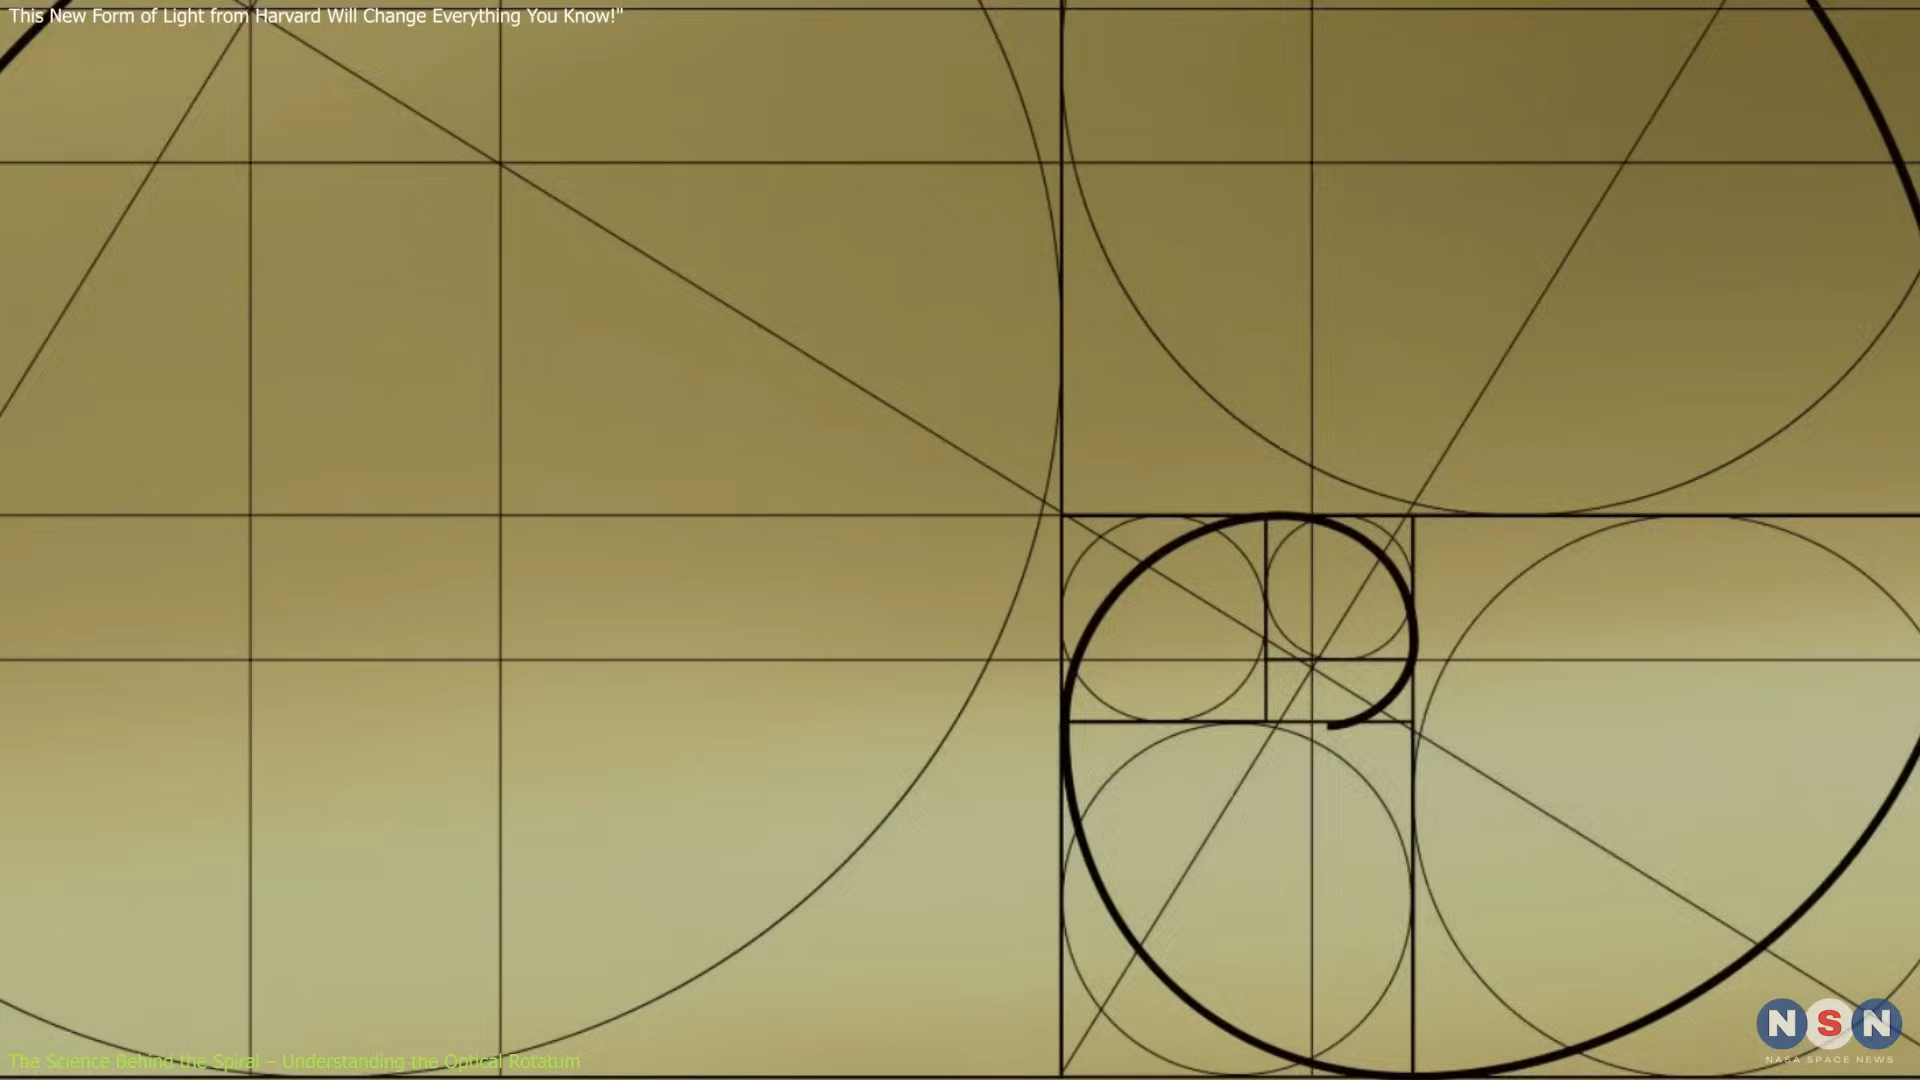 This New Form of Light from Harvard Will Change Everything You Know!"
The Science Behind the Spiral – Understanding the Optical Rotatum
NSN
NASA SPACE NEWS